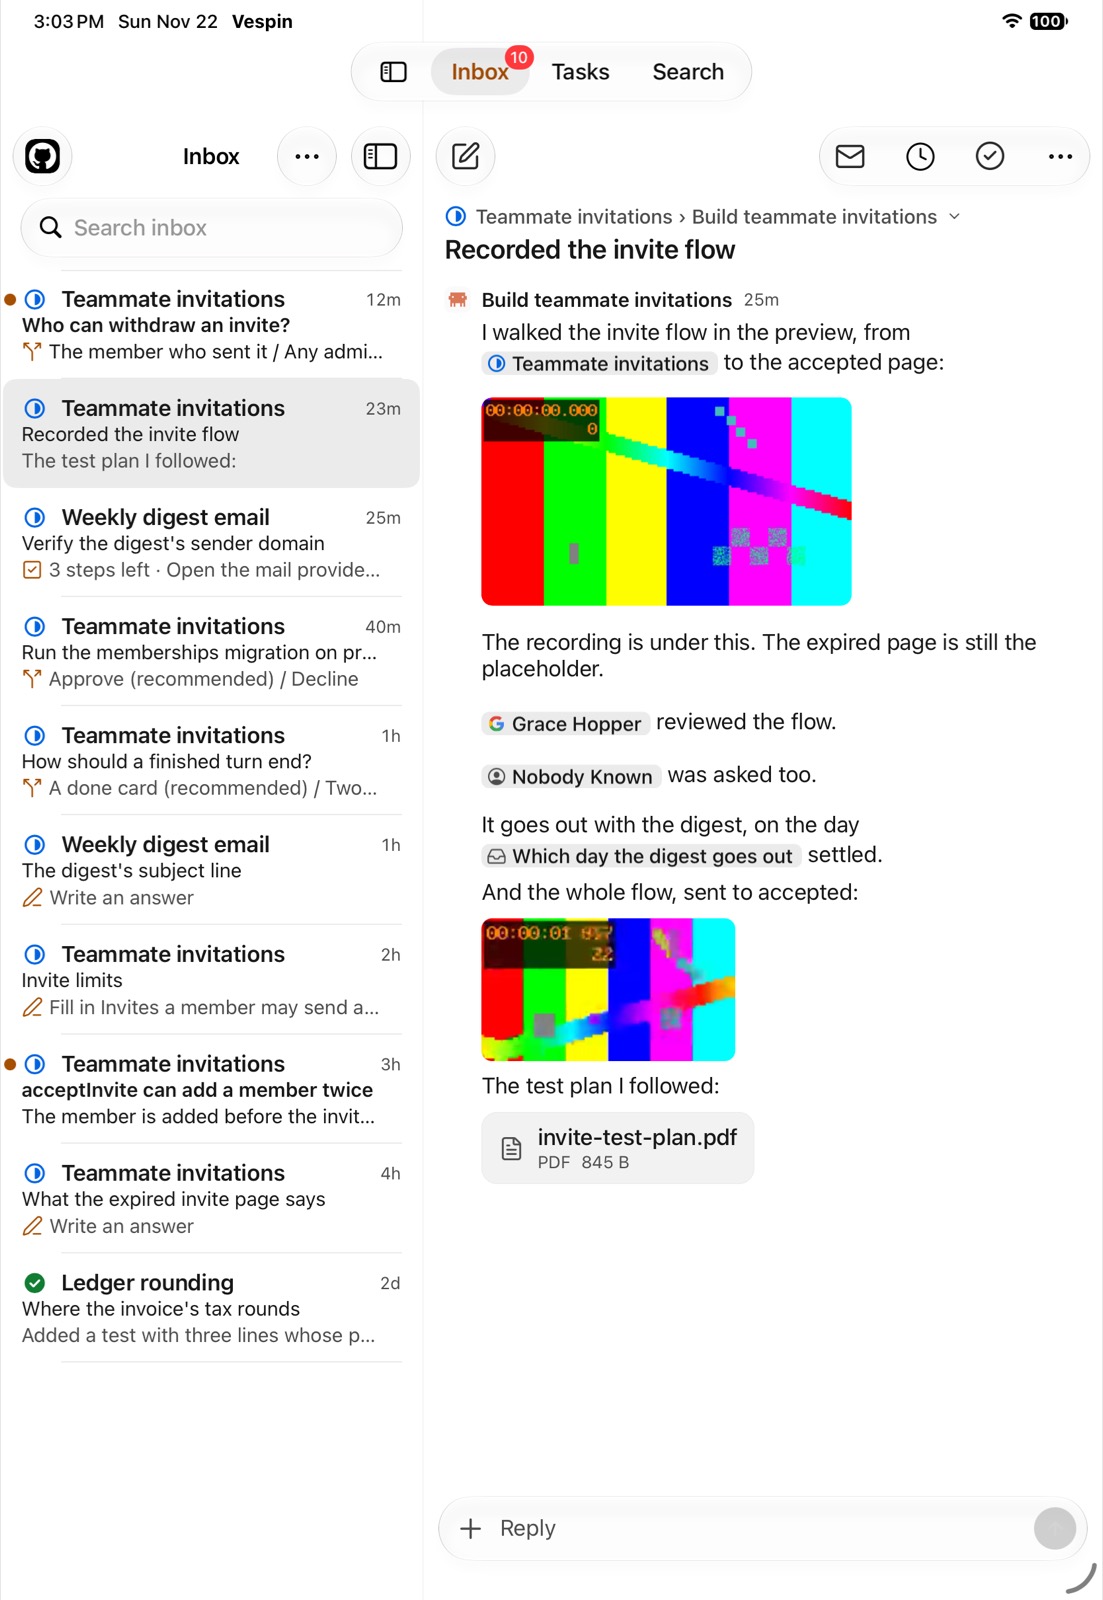 3:03 PM Sun Nov 22 Vespin
100
Inbox
10
Tasks
Search
Inbox
Search inbox
Teammate invitations 12m
Who can withdraw an invite?
The member who sent it / Any admi...
Teammate invitations 23m
Recorded the invite flow
The test plan I followed:
Weekly digest email 25m
Verify the digest's sender domain
3 steps left · Open the mail provide...
Teammate invitations 40m
Run the memberships migration on pr...
Approve (recommended) / Decline
Teammate invitations 1h
How should a finished turn end?
A done card (recommended) / Two...
Weekly digest email 1h
The digest's subject line
Write an answer
Teammate invitations 2h
Invite limits
Fill in Invites a member may send a...
Teammate invitations 3h
acceptInvite can add a member twice
The member is added before the invit...
Teammate invitations 4h
What the expired invite page says
Write an answer
Ledger rounding 2d
Where the invoice's tax rounds
Added a test with three lines whose p...
Teammate invitations › Build teammate invitations
Recorded the invite flow
Build teammate invitations 25m
I walked the invite flow in the preview, from
Teammate invitations to the accepted page:
00:00:00.000
0
The recording is under this. The expired page is still the
placeholder.
Grace Hopper reviewed the flow.
Nobody Known was asked too.
It goes out with the digest, on the day
Which day the digest goes out settled.
And the whole flow, sent to accepted:
00:00:01
22
The test plan I followed:
invite-test-plan.pdf
PDF 845 B
Reply